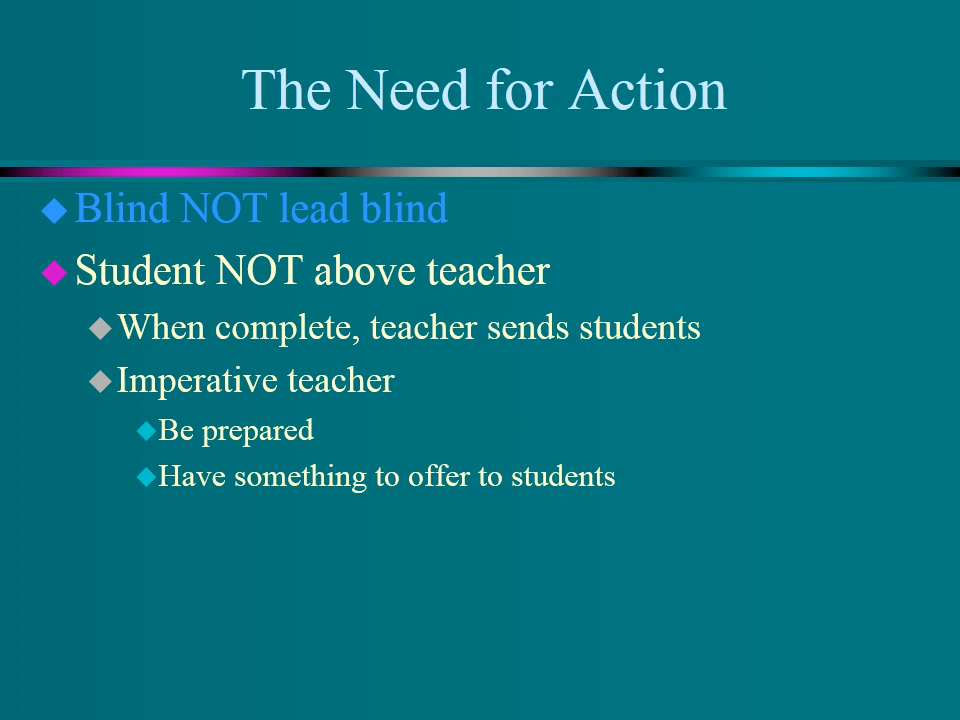 The Need for Action
Blind NOT lead blind
Student NOT above teacher
When complete, teacher sends students
Imperative teacher
Be prepared
Have something to offer to students